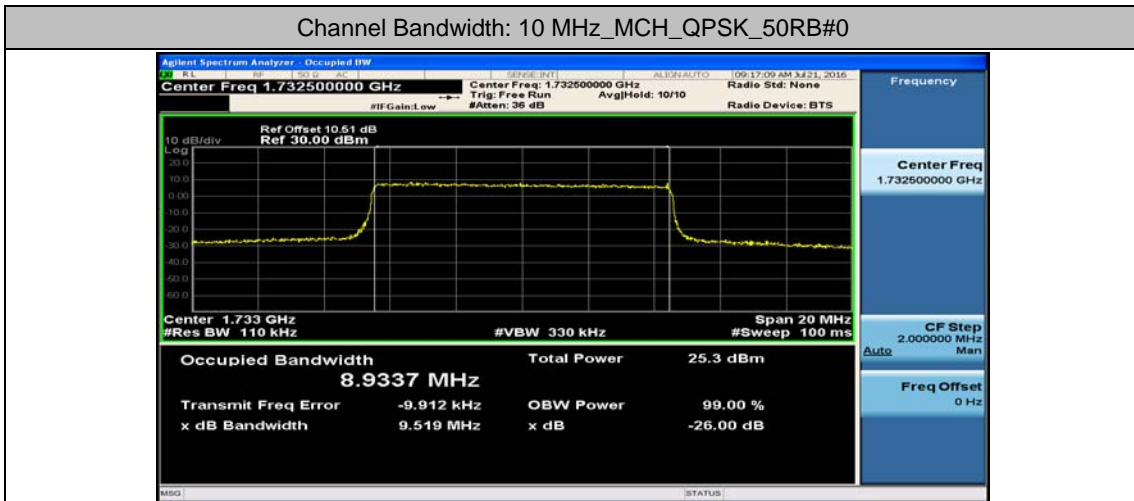 Channel Bandwidth: 10 MHz_MCH_QPSK_50RB#0
Agilent Spectrum Analyzer - Occupied BW
RL RF 50 Ω AC SENSE:INT ALIGNAUTO 09:17:09 AM Jul 21, 2016
Center Freq 1.732500000 GHz
Center Freq: 1.732500000 GHz
Radio Std: None
Trig: Free Run Avg|Hold: 10/10
#IFGain:Low #Atten: 36 dB Radio Device: BTS
Ref Offset 10.51 dB
10 dB/div Ref 30.00 dBm
Log
20.0
10.0
0.00
-10.0
-20.0
-30.0
-40.0
-50.0
-60.0
Center 1.733 GHz Span 20 MHz
#Res BW 110 kHz #VBW 330 kHz #Sweep 100 ms
Occupied Bandwidth Total Power 25.3 dBm
8.9337 MHz
Transmit Freq Error -9.912 kHz OBW Power 99.00 %
x dB Bandwidth 9.519 MHz x dB -26.00 dB
MSG STATUS
Frequency
Center Freq
1.732500000 GHz
CF Step
2.000000 MHz
Auto Man
Freq Offset
0 Hz